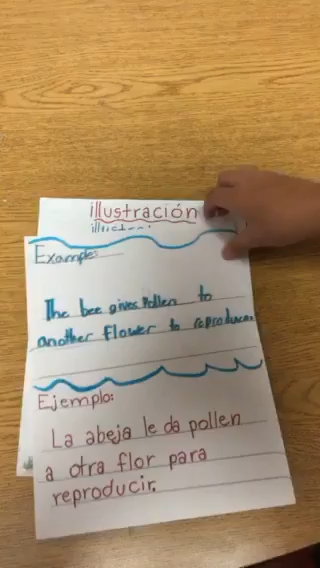 illustración
Example:
The bee gives Pollen to
another flower to reproduce.
Ejemplo:
La abeja le da pollen
a otra flor para
reproducir.